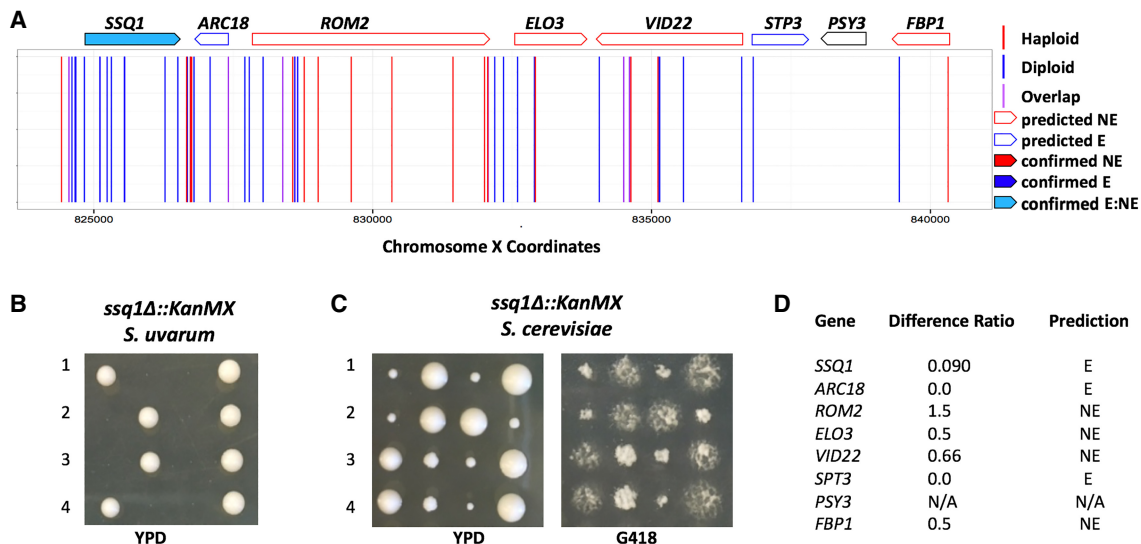 A
SSQ1 ARC18 ROM2 ELO3 VID22 STP3 PSY3 FBP1
Haploid
Diploid
Overlap
predicted NE
predicted E
confirmed NE
confirmed E
confirmed E:NE
825000 830000 835000 840000
Chromosome X Coordinates
B
ssq1Δ::KanMX
S. uvarum
1
2
3
4
YPD
C
ssq1Δ::KanMX
S. cerevisiae
1
2
3
4
YPD G418
D
Gene Difference Ratio Prediction
SSQ1 0.090 E
ARC18 0.0 E
ROM2 1.5 NE
ELO3 0.5 NE
VID22 0.66 NE
SPT3 0.0 E
PSY3 N/A N/A
FBP1 0.5 NE